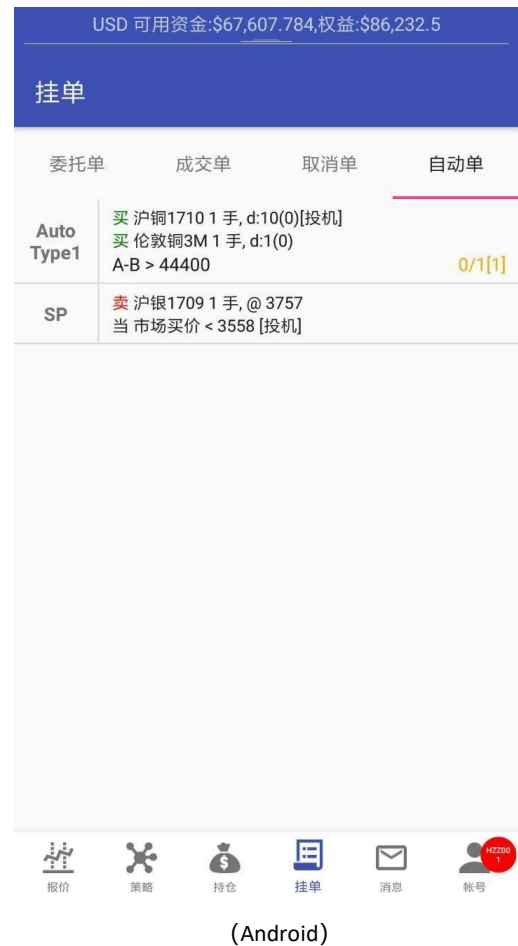 USD 可用资金:$67,607.784,权益:$86,232.5
挂单
委托单 成交单 取消单 自动单
Auto Type1
买 沪铜1710 1 手, d:10(0)[投机]
买 伦敦铜3M 1 手, d:1(0)
A-B > 44400 0/1[1]
SP
卖 沪银1709 1 手, @ 3757
当 市场买价 < 3558 [投机]
HZZ001
报价 策略 持仓 挂单 消息 帐号
(Android)